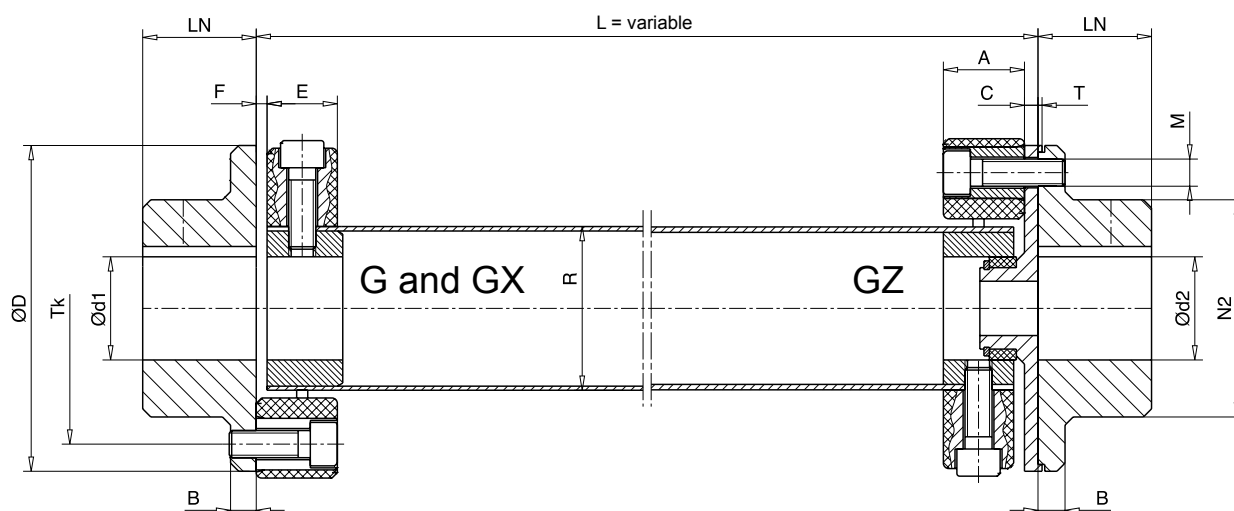 LN
L = variable
LN
A
F
E
C
T
M
G and GX
GZ
R
ØD
Tk
Ød1
Ød2
N2
B
B